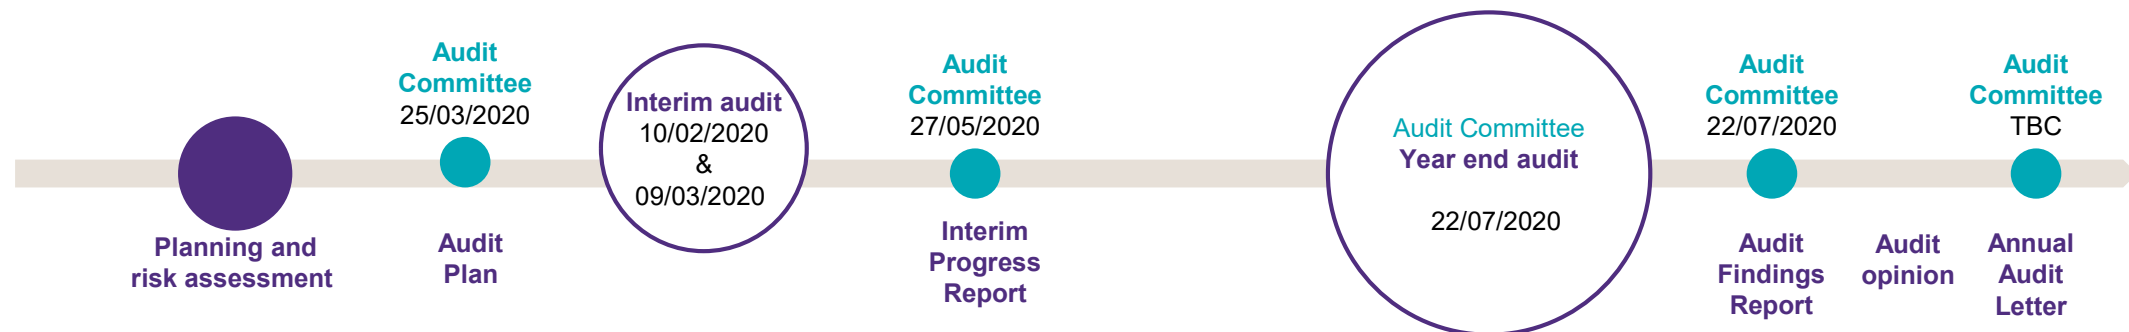 Planning and
risk assessment
Audit
Committee
25/03/2020
Audit
Plan
Interim audit
10/02/2020
&
09/03/2020
Audit
Committee
27/05/2020
Interim
Progress
Report
Audit Committee
Year end audit
22/07/2020
Audit
Committee
22/07/2020
Audit
Findings
Report
Audit
opinion
Audit
Committee
TBC
Annual
Audit
Letter